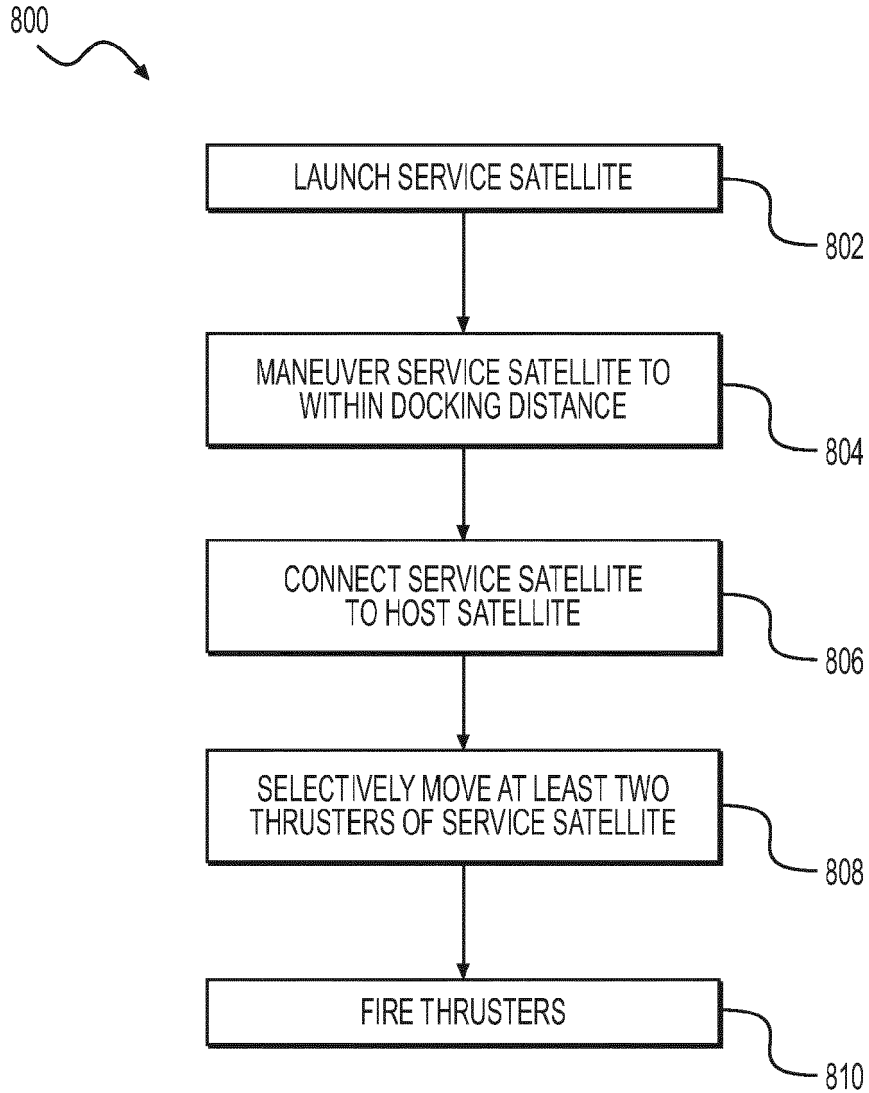 800
LAUNCH SERVICE SATELLITE
802
MANEUVER SERVICE SATELLITE TO
WITHIN DOCKING DISTANCE
804
CONNECT SERVICE SATELLITE
TO HOST SATELLITE
806
SELECTIVELY MOVE AT LEAST TWO
THRUSTERS OF SERVICE SATELLITE
808
FIRE THRUSTERS
810